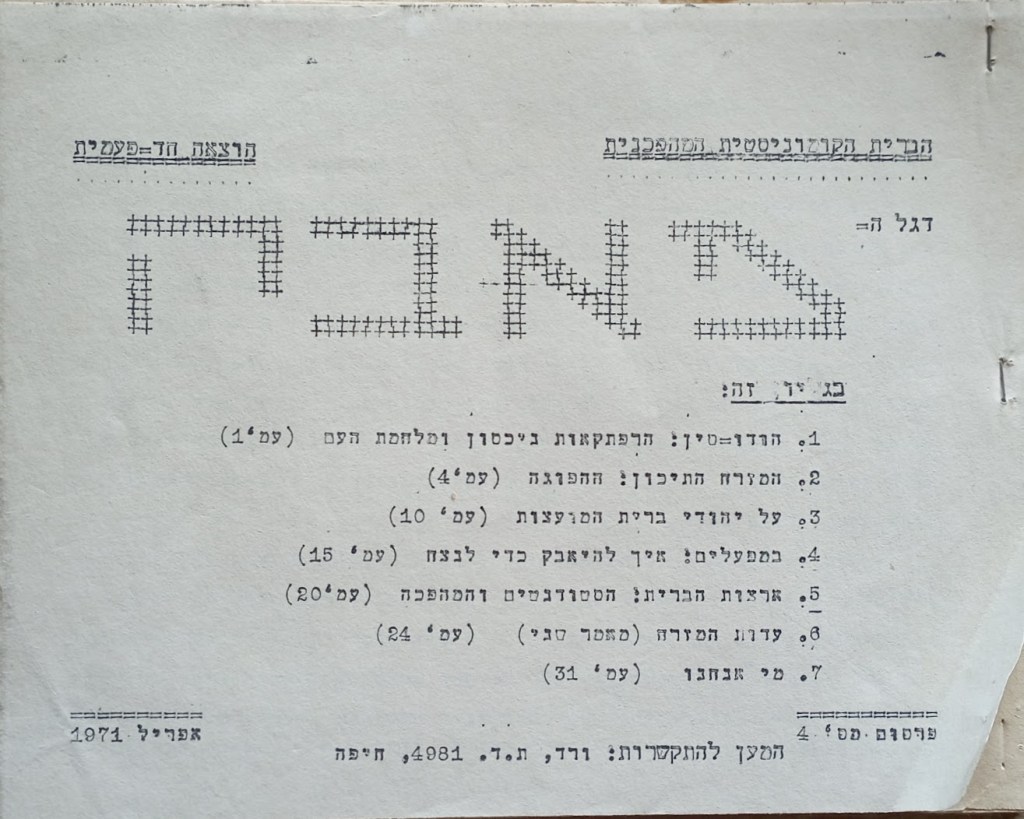 הברית הקומוניסטית המהפכנית הוצאה חד=פעמית
דגל ה= מאבק
בגליון זה:
1. הודו=סין: הרפתקאות ניכסון ומלחמת העם (עמ'1)
2. המזרח התיכון: ההפוגה (עמ'4)
3. על יהודי ברית המועצות (עמ' 10)
4. במפעלים: איך להיאבק כדי לנצח (עמ' 15)
5. ארצות הברית: הסטודנטים והמהפכה (עמ'20)
6. עדות המזרח (מאמר שני) (עמ' 24)
7. מי אנחנו (עמ' 31)
פרסום מס' 4 אפריל 1971
המען להתקשרות: ורד, ת.ד. 4981, חיפה